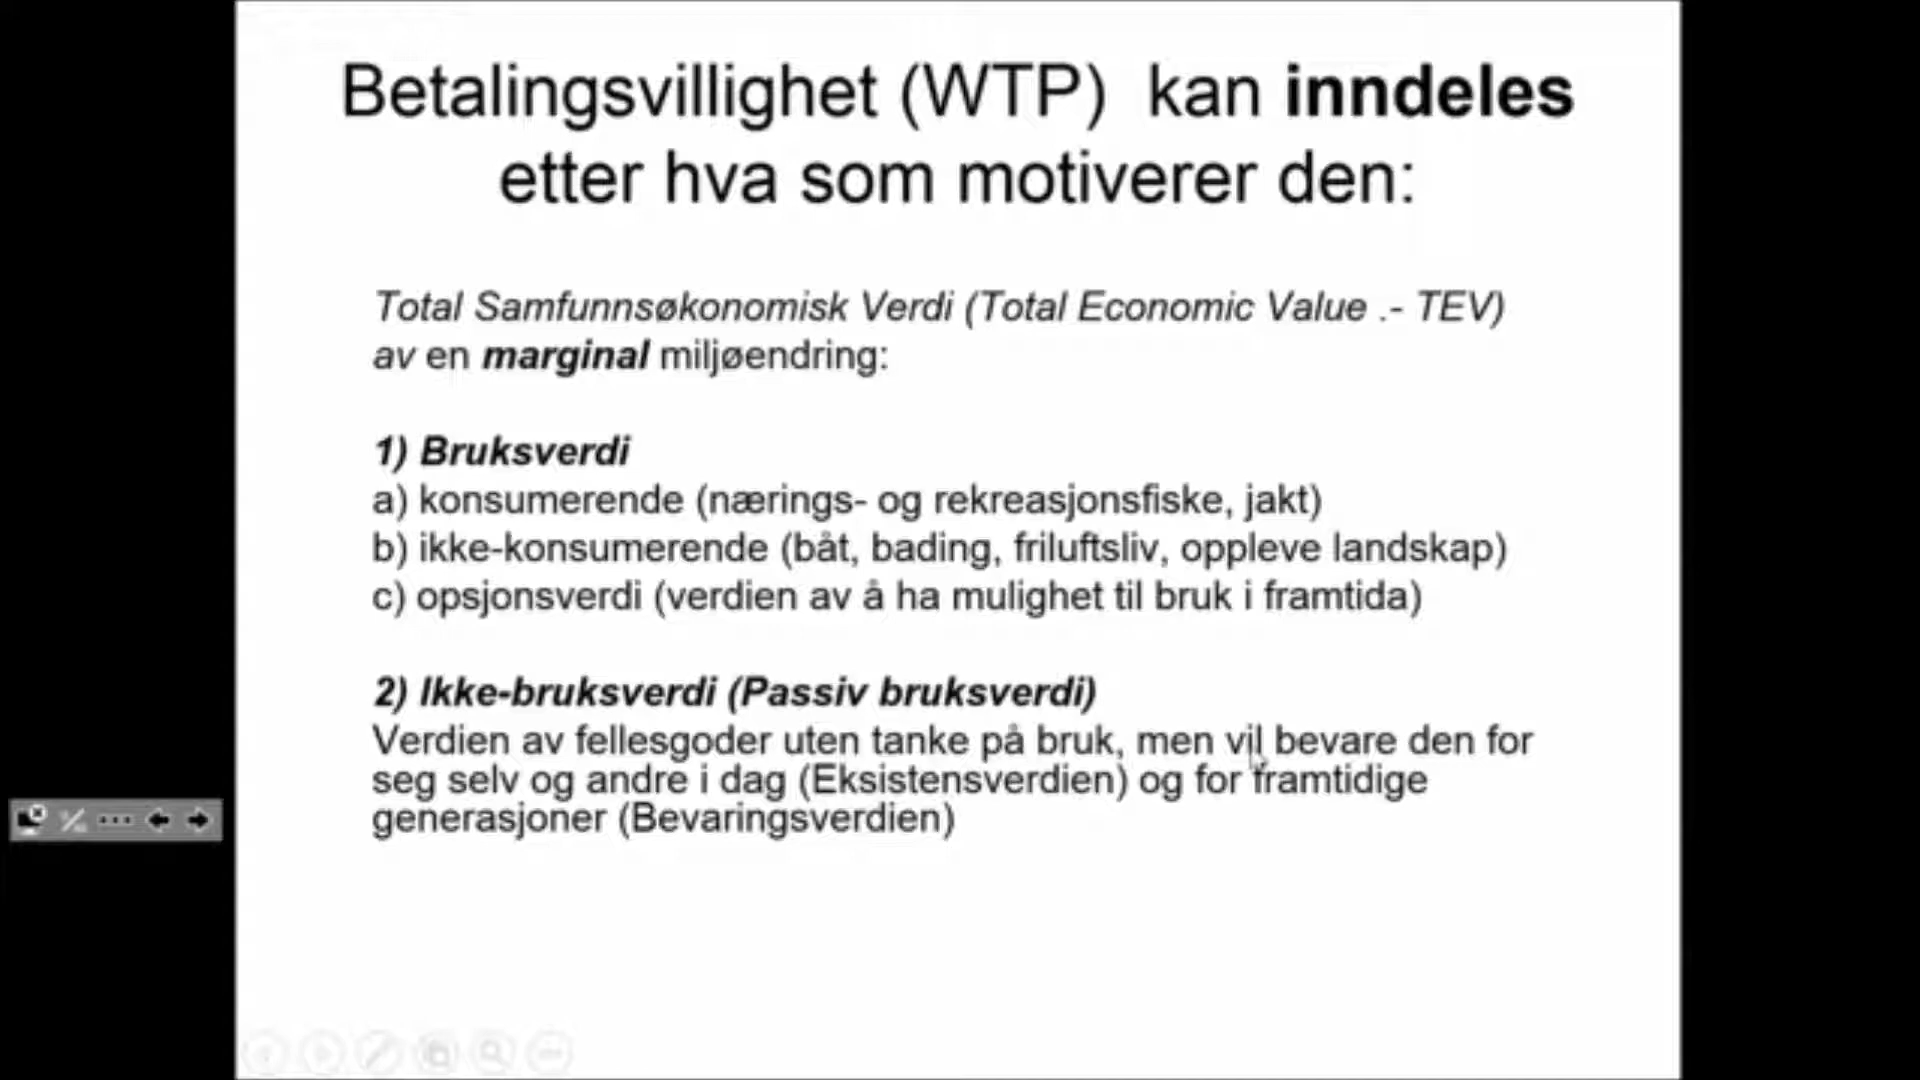 Betalingsvillighet (WTP) kan inndeles
etter hva som motiverer den:
Total Samfunnsøkonomisk Verdi (Total Economic Value .- TEV)
av en marginal miljøendring:
1) Bruksverdi
a) konsumerende (nærings- og rekreasjonsfiske, jakt)
b) ikke-konsumerende (båt, bading, friluftsliv, oppleve landskap)
c) opsjonsverdi (verdien av å ha mulighet til bruk i framtida)
2) Ikke-bruksverdi (Passiv bruksverdi)
Verdien av fellesgoder uten tanke på bruk, men vil bevare den for
seg selv og andre i dag (Eksistensverdien) og for framtidige
generasjoner (Bevaringsverdien)